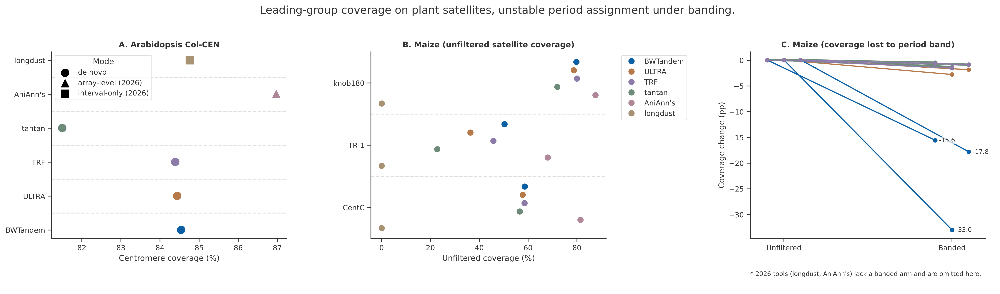 Leading-group coverage on plant satellites, unstable period assignment under banding.
A. Arabidopsis Col-CEN
longdust
AniAnn's
tantan
TRF
ULTRA
BWTandem
Mode
de novo
array-level (2026)
interval-only (2026)
82 83 84 85 86 87
Centromere coverage (%)
B. Maize (unfiltered satellite coverage)
knob180
TR-1
CentC
0 20 40 60 80
Unfiltered coverage (%)
BWTandem
ULTRA
TRF
tantan
AniAnn's
longdust
C. Maize (coverage lost to period band)
Coverage change (pp)
0
−5
−10
−15
−20
−25
−30
-15.6
-17.8
-33.0
Unfiltered Banded
* 2026 tools (longdust, AniAnn's) lack a banded arm and are omitted here.